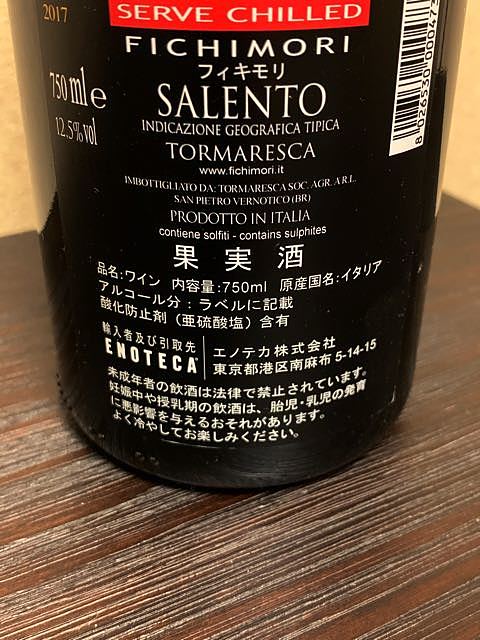 2017
SERVE CHILLED
FICHIMORI
フィキモリ
750 ml e
SALENTO
12.5% vol
INDICAZIONE GEOGRAFICA TIPICA
TORMARESCA
www.fichimori.it
IMBOTTIGLIATO DA: TORMARESCA SOC. AGR. A R.L.
SAN PIETRO VERNOTICO (BR)
PRODOTTO IN ITALIA
contiene solfiti - contains sulphites
果実酒
品名:ワイン 内容量:750ml 原産国名:イタリア
アルコール分:ラベルに記載
酸化防止剤(亜硫酸塩)含有
輸入者及び引取先
ENOTECA
エノテカ株式会社
東京都港区南麻布 5-14-15
未成年者の飲酒は法律で禁止されています。
妊娠中や授乳期の飲酒は、胎児・乳児の発育
に悪影響を与えるおそれがあります。
よく冷やしてお楽しみください。